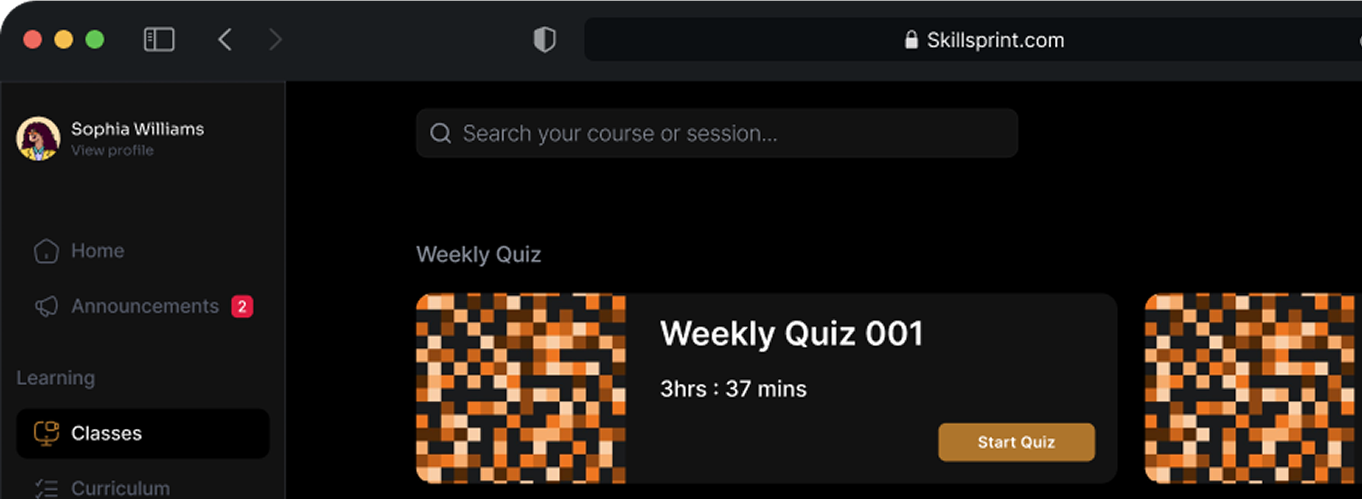 Skillsprint.com
Sophia Williams
View profile
Search your course or session...
Home
Announcements 2
Learning
Classes
Curriculum
Weekly Quiz
Weekly Quiz 001
3hrs : 37 mins
Start Quiz